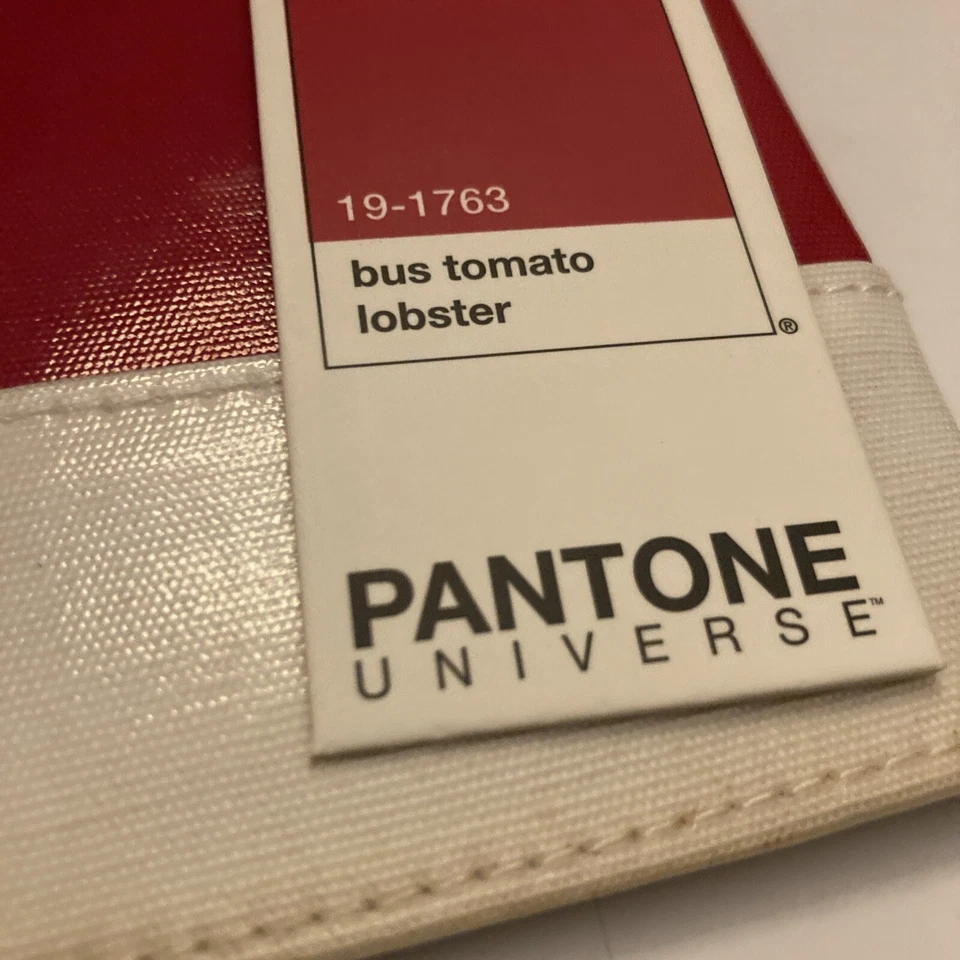 19-1763
bus tomato
lobster
®
PANTONE
UNIVERSE™